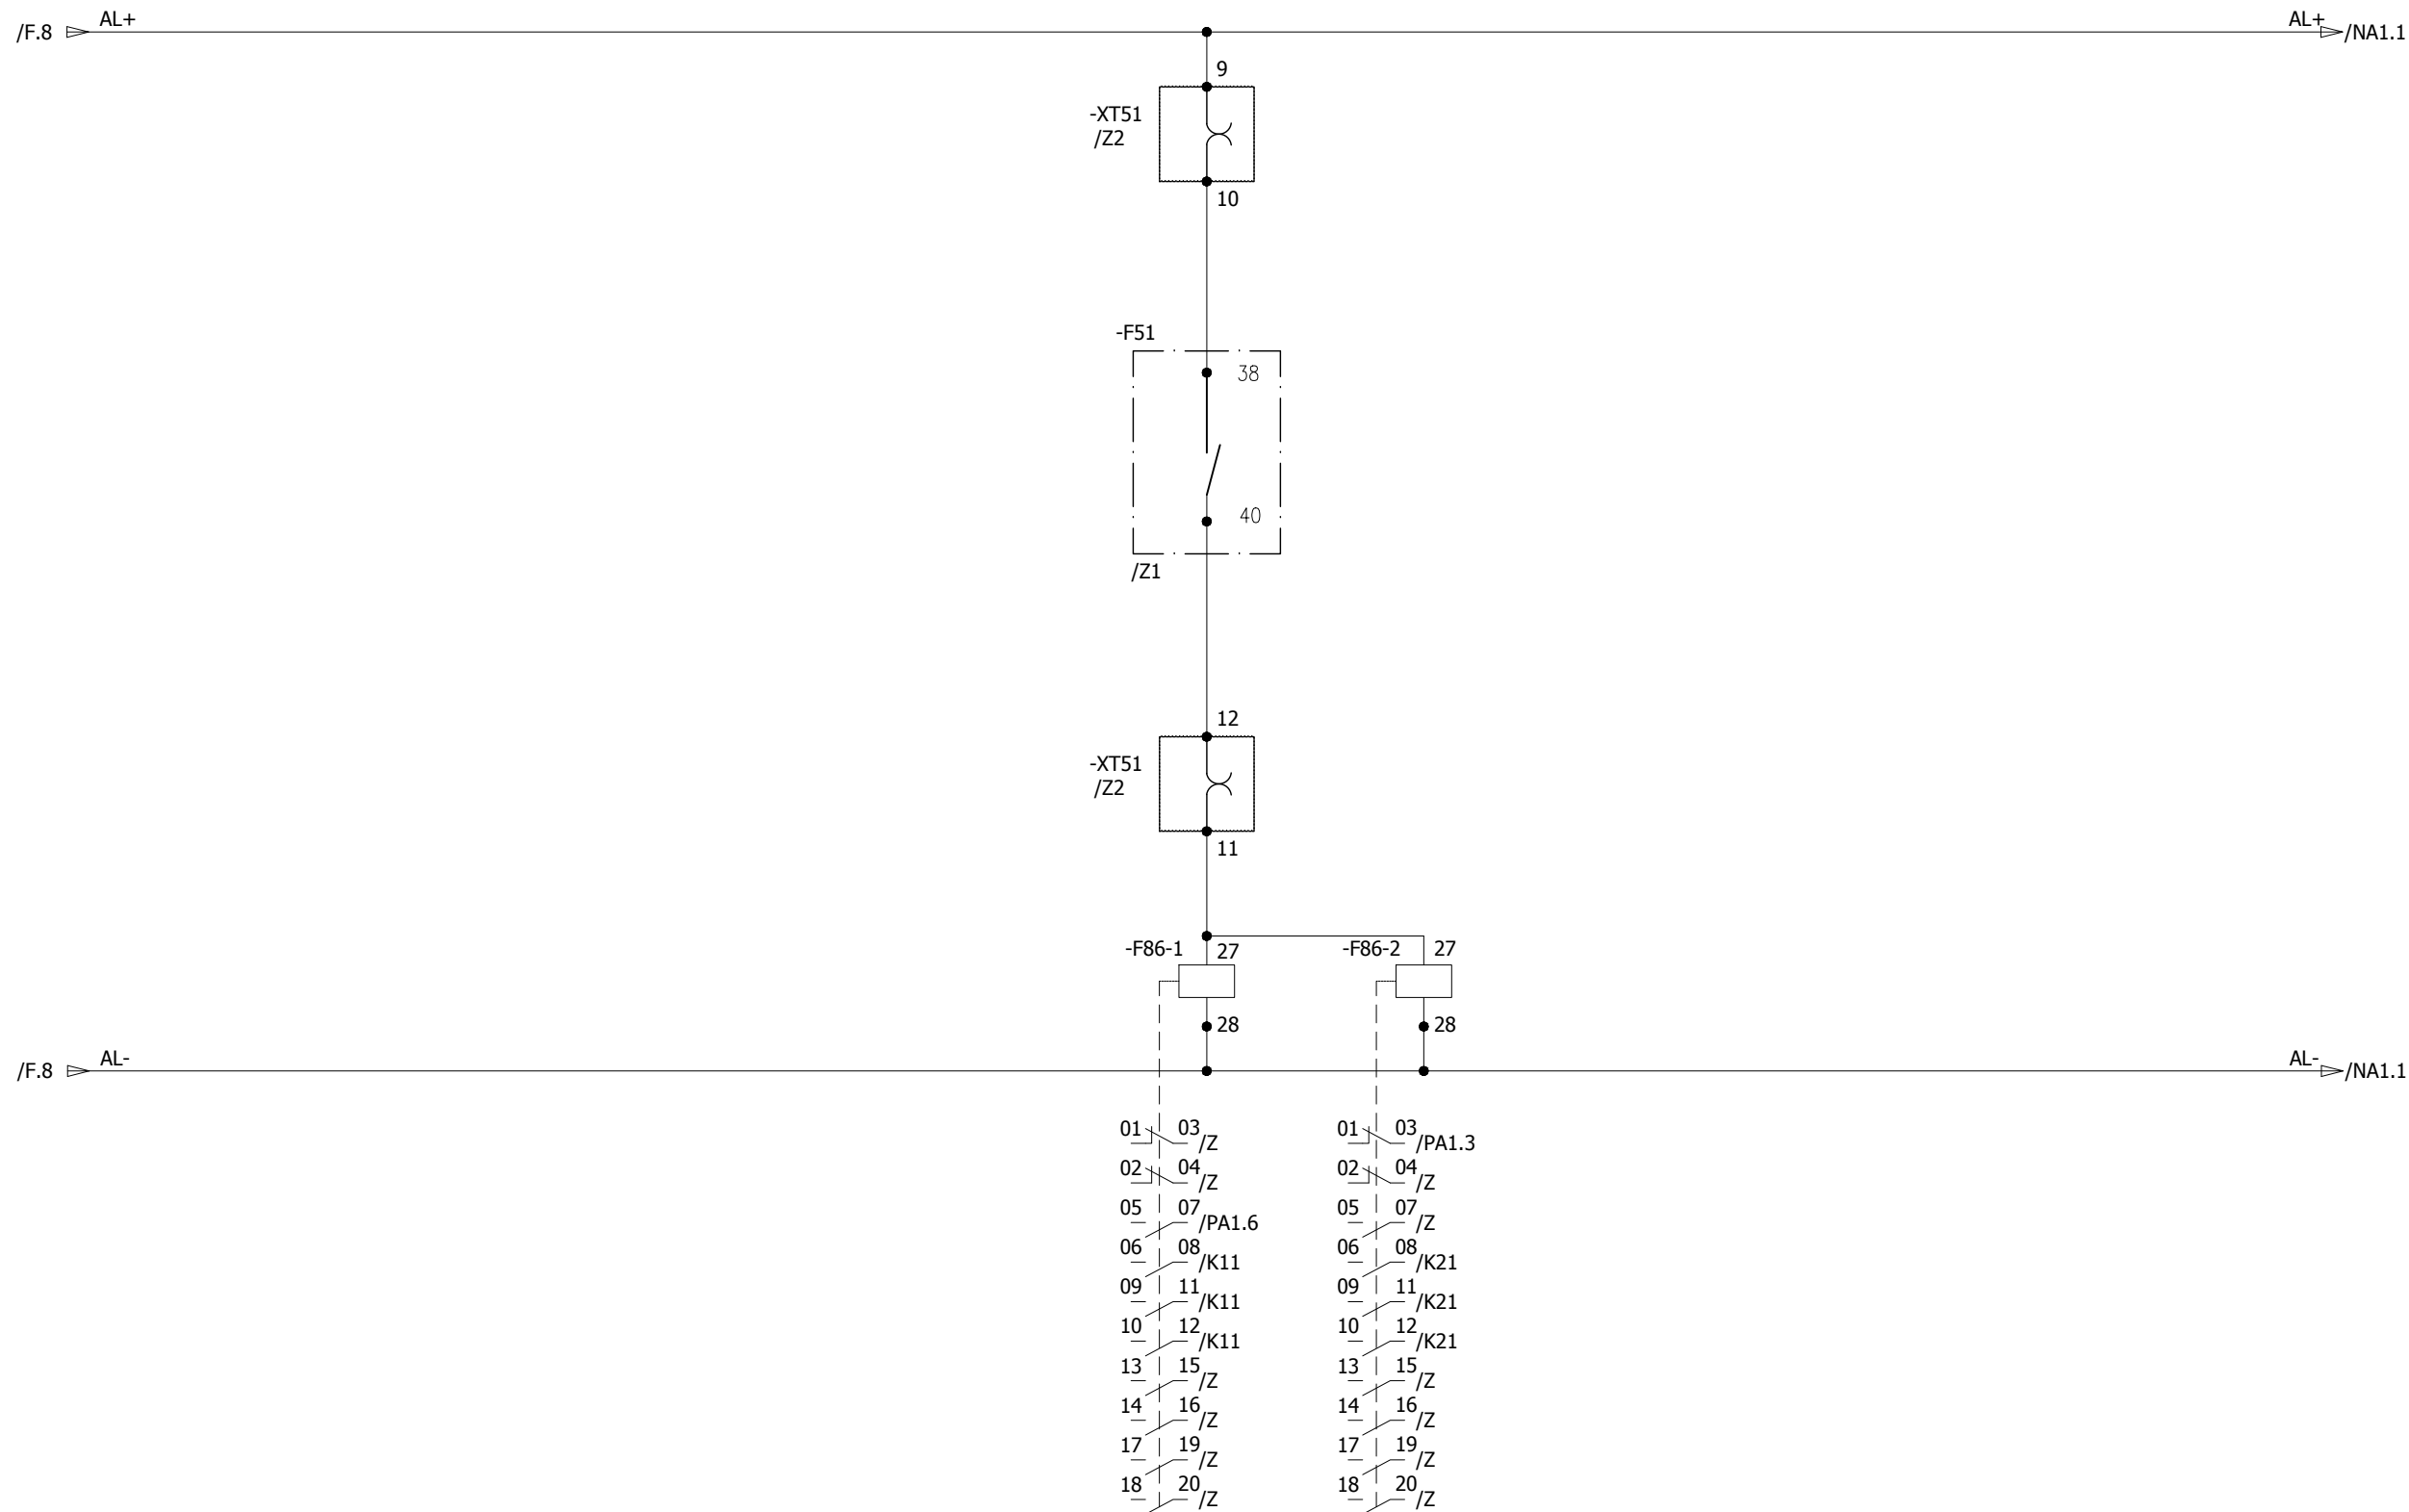 /F.8 AL+ AL+ /NA1.1
9
-XT51
/Z2
10
-F51
38
40
/Z1
12
-XT51
/Z2
11
-F86-1 27 -F86-2 27
28 28
/F.8 AL- AL- /NA1.1
01 03 /Z 01 03 /PA1.3
02 04 /Z 02 04 /Z
05 07 /PA1.6 05 07 /Z
06 08 /K11 06 08 /K21
09 11 /K11 09 11 /K21
10 12 /K11 10 12 /K21
13 15 /Z 13 15 /Z
14 16 /Z 14 16 /Z
17 19 /Z 17 19 /Z
18 20 /Z 18 20 /Z